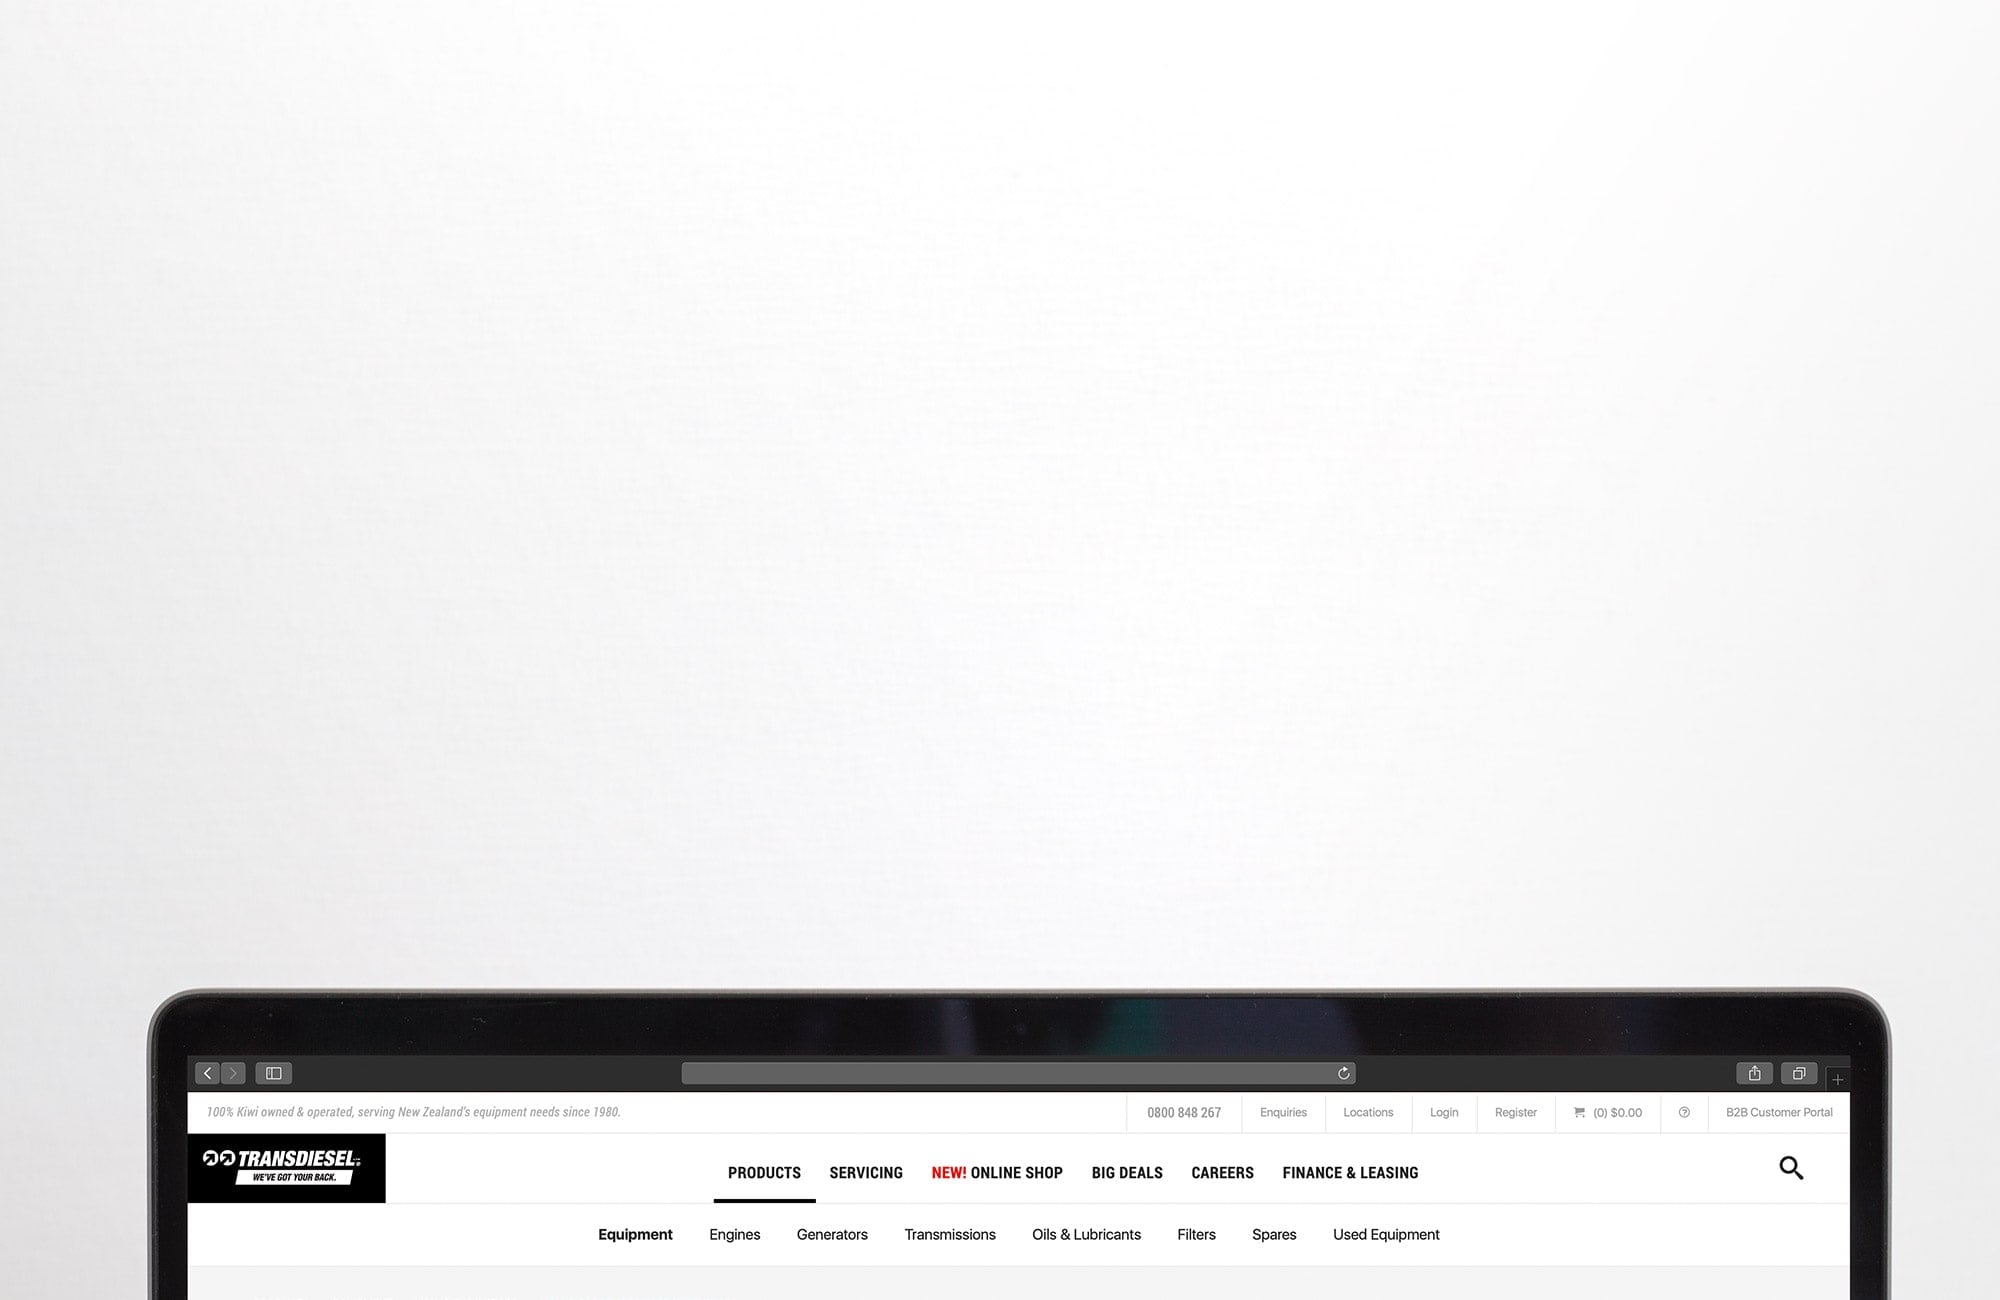 100% Kiwi owned & operated, serving New Zealand's equipment needs since 1980.
0800 848 267 Enquiries Locations Login Register (0) $0.00 B2B Customer Portal
TRANSDIESEL
WE'VE GOT YOUR BACK.
PRODUCTS SERVICING NEW! ONLINE SHOP BIG DEALS CAREERS FINANCE & LEASING
Equipment Engines Generators Transmissions Oils & Lubricants Filters Spares Used Equipment